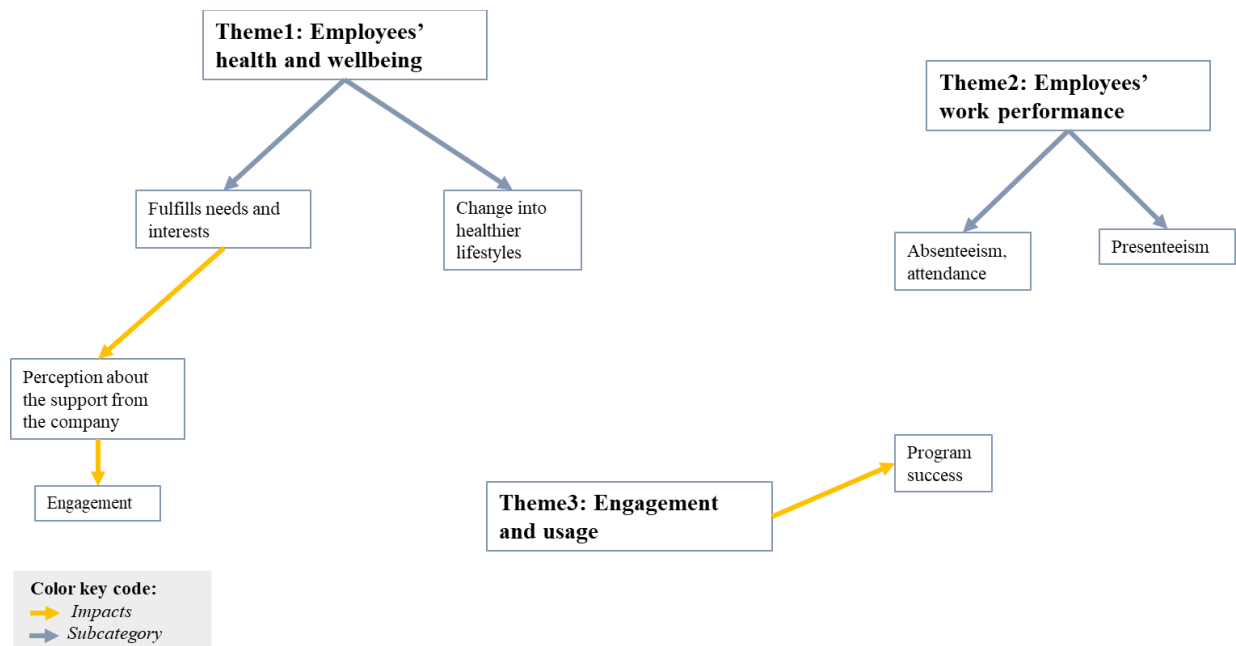 Theme1: Employees’
health and wellbeing
Theme2: Employees’
work performance
Fulfills needs and
interests
Change into
healthier
lifestyles
Absenteeism,
attendance
Presenteeism
Perception about
the support from
the company
Engagement
Theme3: Engagement
and usage
Program
success
Color key code:
Impacts
Subcategory